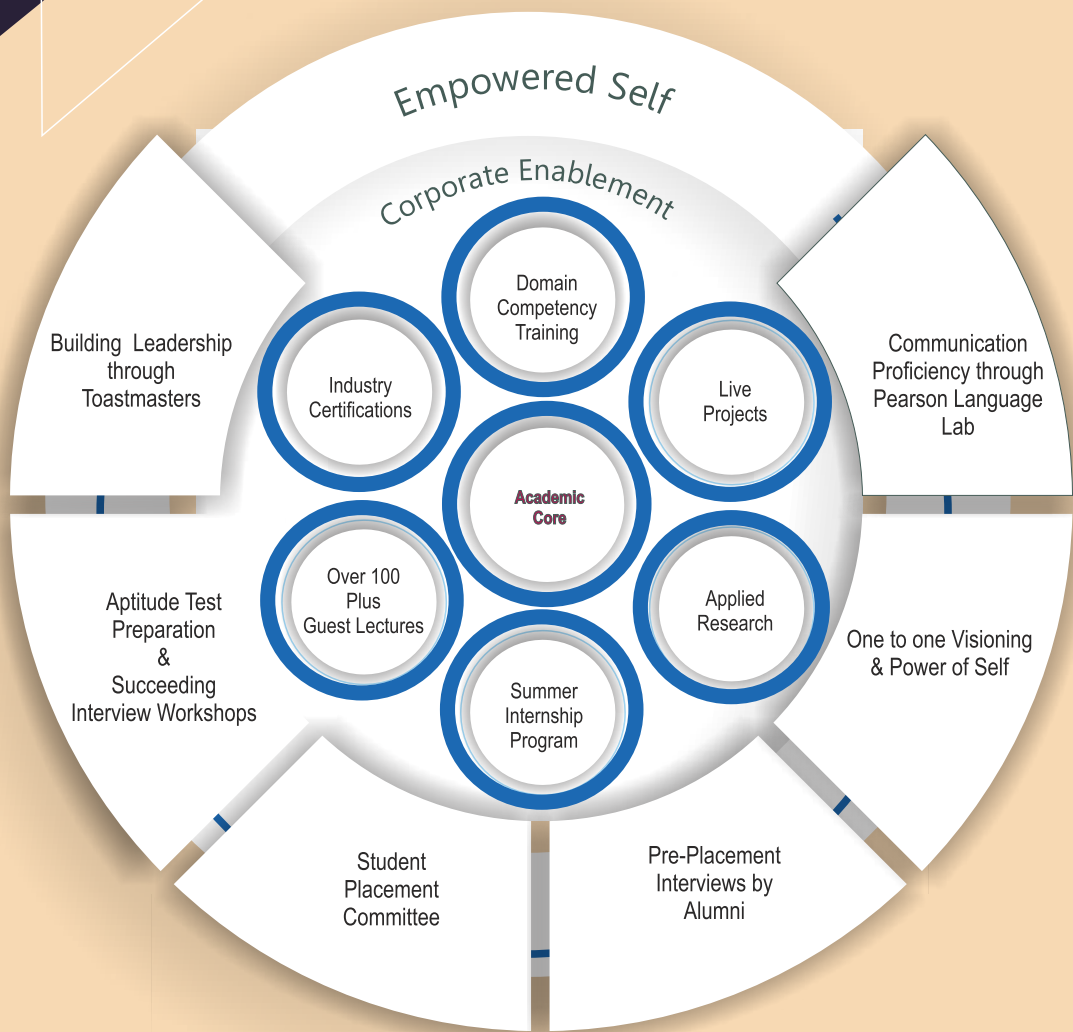 Empowered Self
Corporate Enablement
Domain
Competency
Training
Industry
Certifications
Live
Projects
Academic
Core
Over 100
Plus
Guest Lectures
Applied
Research
Summer
Internship
Program
Building Leadership
through
Toastmasters
Communication
Proficiency through
Pearson Language
Lab
Aptitude Test
Preparation
&
Succeeding
Interview Workshops
One to one Visioning
& Power of Self
Student
Placement
Committee
Pre-Placement
Interviews by
Alumni